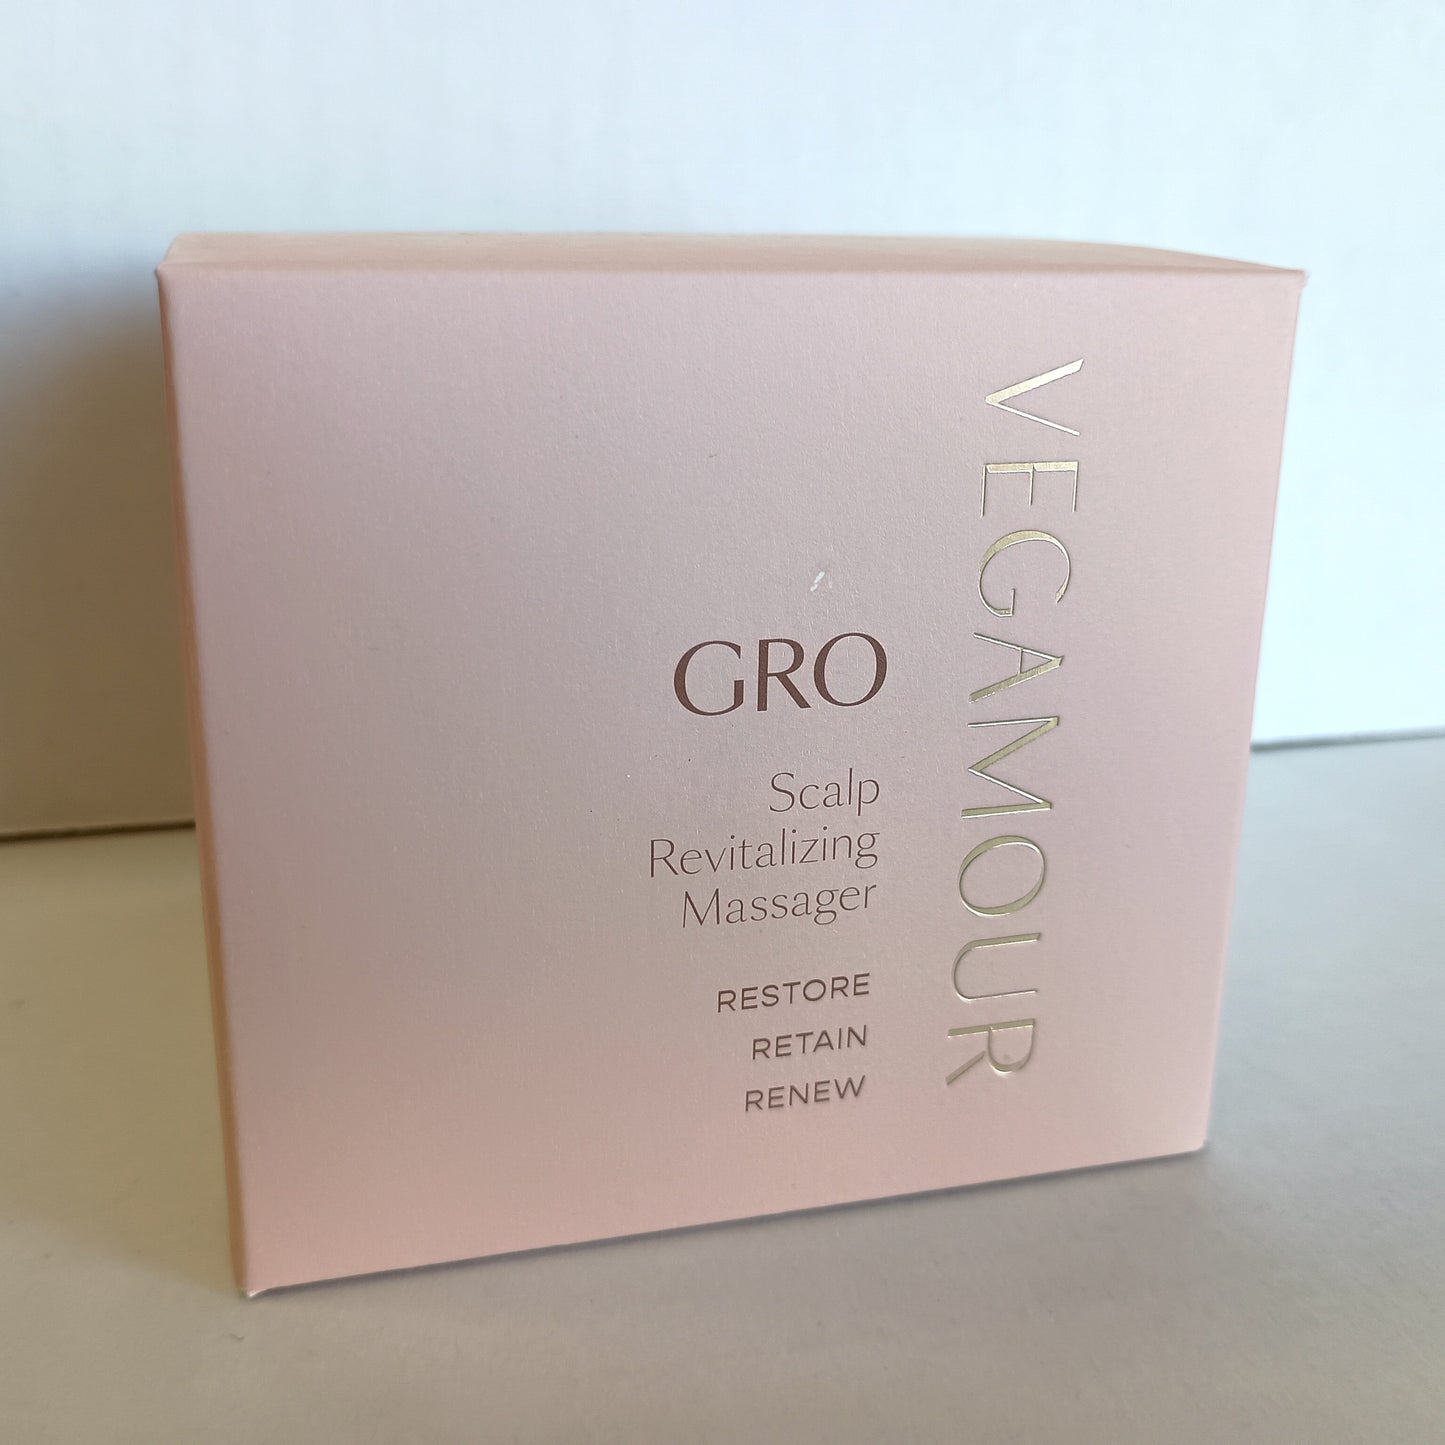 GRO
Scalp
Revitalizing
Massager
RESTORE
RETAIN
RENEW
VEGAMOUR